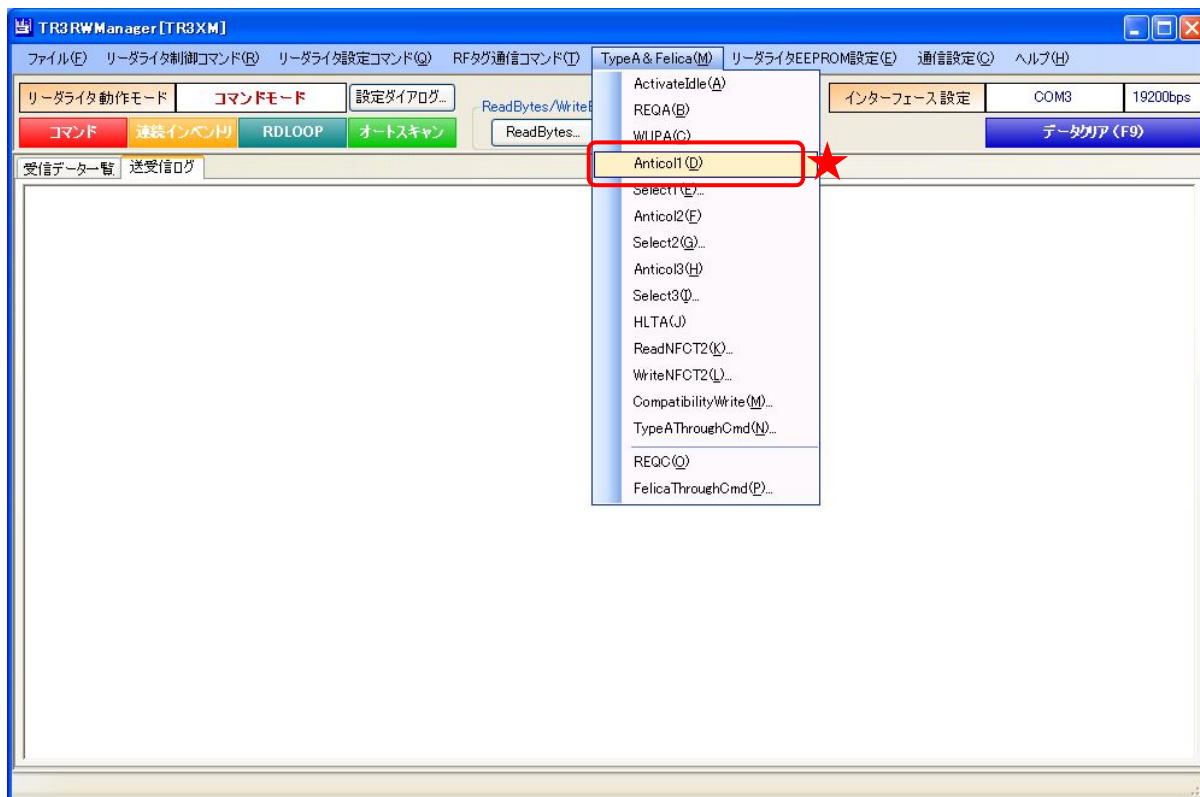 TR3RWManager[TR3XM]
ファイル(F) リーダライタ制御コマンド(R) リーダライタ設定コマンド(Q) RFタグ通信コマンド(T) TypeA&Felica(M) リーダライタEEPROM設定(E) 通信設定(C) ヘルプ(H)
リーダライタ動作モード コマンドモード 設定ダイアログ... ReadBytes/WriteB インターフェース設定 COM3 19200bps
コマンド 連続インベントリ RDLOOP オートスキャン ReadBytes... データクリア(F9)
受信データ一覧 送受信ログ
ActivateIdle(A)
REQA(B)
WUPA(C)
Anticol1(D)
Select1(E)...
Anticol2(F)
Select2(G)...
Anticol3(H)
Select3(I)...
HLTA(J)
ReadNFCT2(K)...
WriteNFCT2(L)...
CompatibilityWrite(M)...
TypeAThroughCmd(N)...
REQC(O)
FelicaThroughCmd(P)...